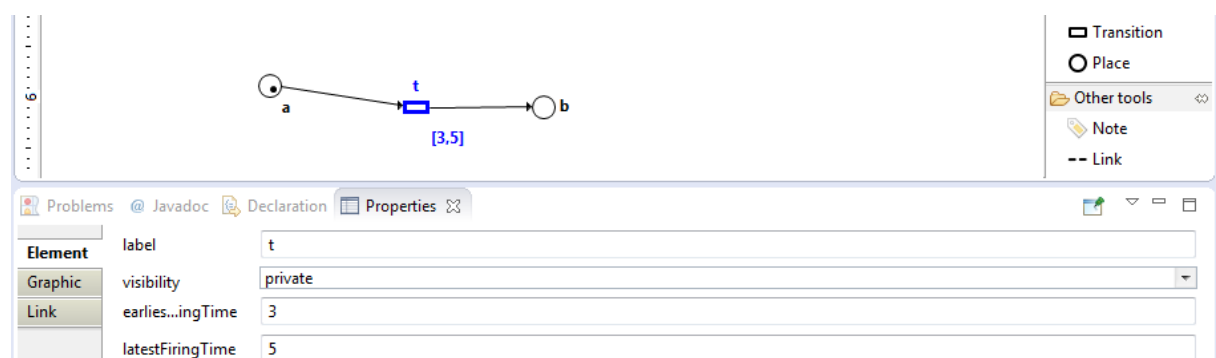 Transition
Place
Other tools
Note
Link
6
t
a
b
[3,5]
Problems @ Javadoc Declaration Properties
Element
Graphic
Link
label t
visibility private
earlies...ingTime 3
latestFiringTime 5